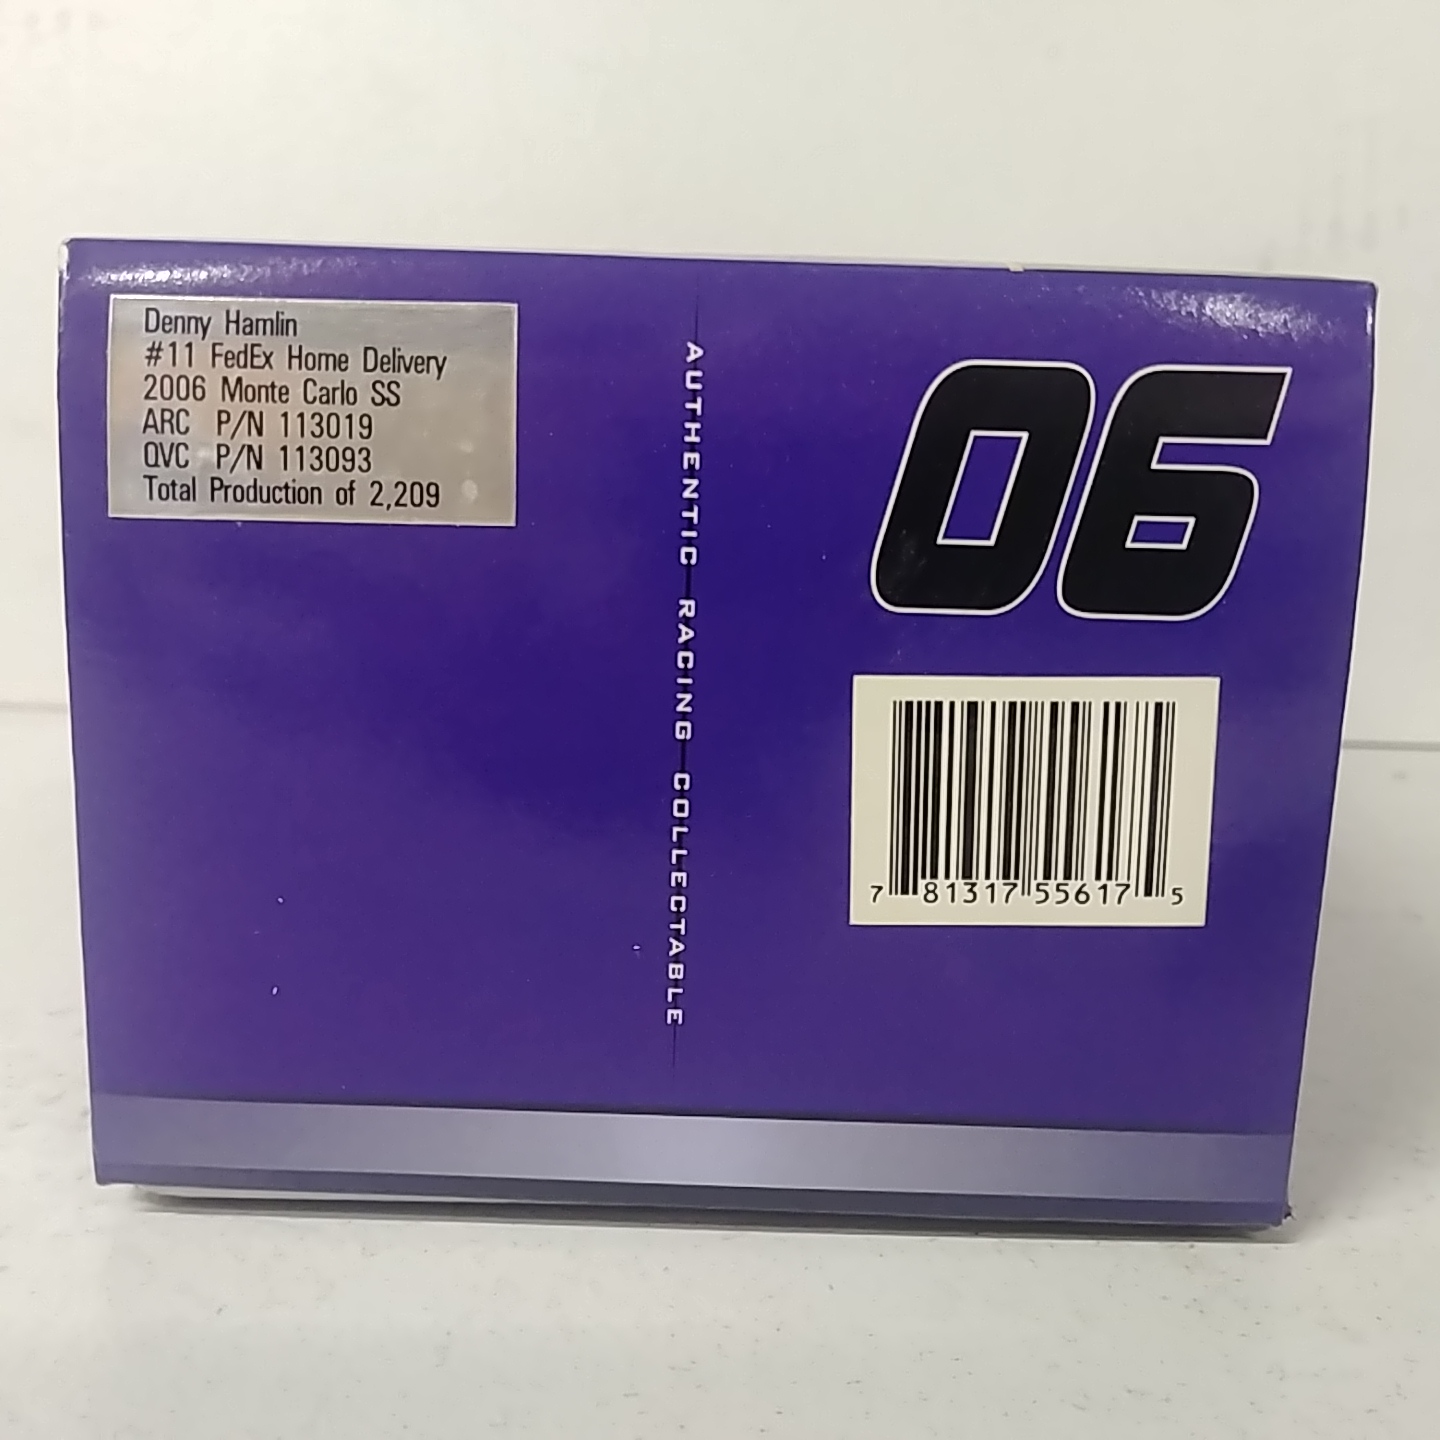 Denny Hamlin
#11 FedEx Home Delivery
2006 Monte Carlo SS
ARC P/N 113019
QVC P/N 113093
Total Production of 2,209
AUTHENTIC RACING COLLECTABLE
06
7 81317 55617 5